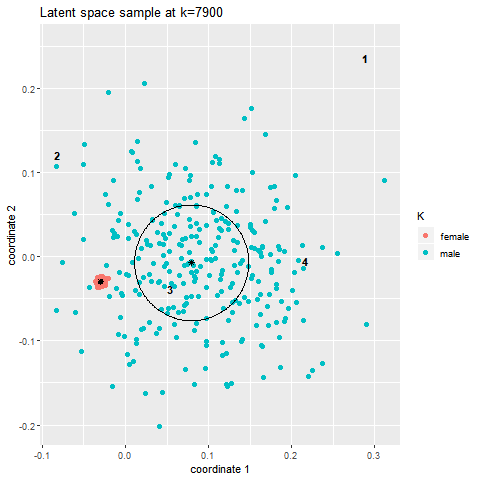 Latent space sample at k=7900
1
0.2
2
0.1
K
female
male
0.0
4
3
coordinate 2
-0.1
-0.2
-0.1 0.0 0.1 0.2 0.3
coordinate 1